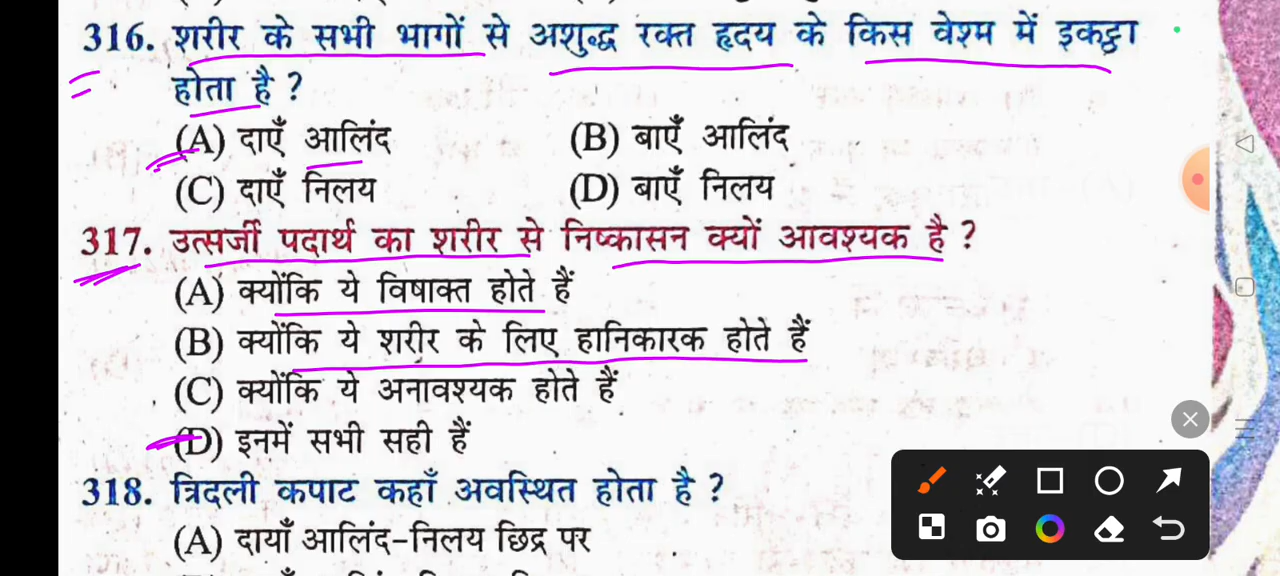 316. शरीर के सभी भागों से अशुद्ध रक्त हृदय के किस वेश्म में इकट्ठा
होता है ?
(A) दाएँ आलिंद (B) बाएँ आलिंद
(C) दाएँ निलय (D) बाएँ निलय
317. उत्सर्जी पदार्थ का शरीर से निष्कासन क्यों आवश्यक है ?
(A) क्योंकि ये विषाक्त होते हैं
(B) क्योंकि ये शरीर के लिए हानिकारक होते हैं
(C) क्योंकि ये अनावश्यक होते हैं
(D) इनमें सभी सही हैं
318. त्रिदली कपाट कहाँ अवस्थित होता है ?
(A) दायाँ आलिंद-निलय छिद्र पर